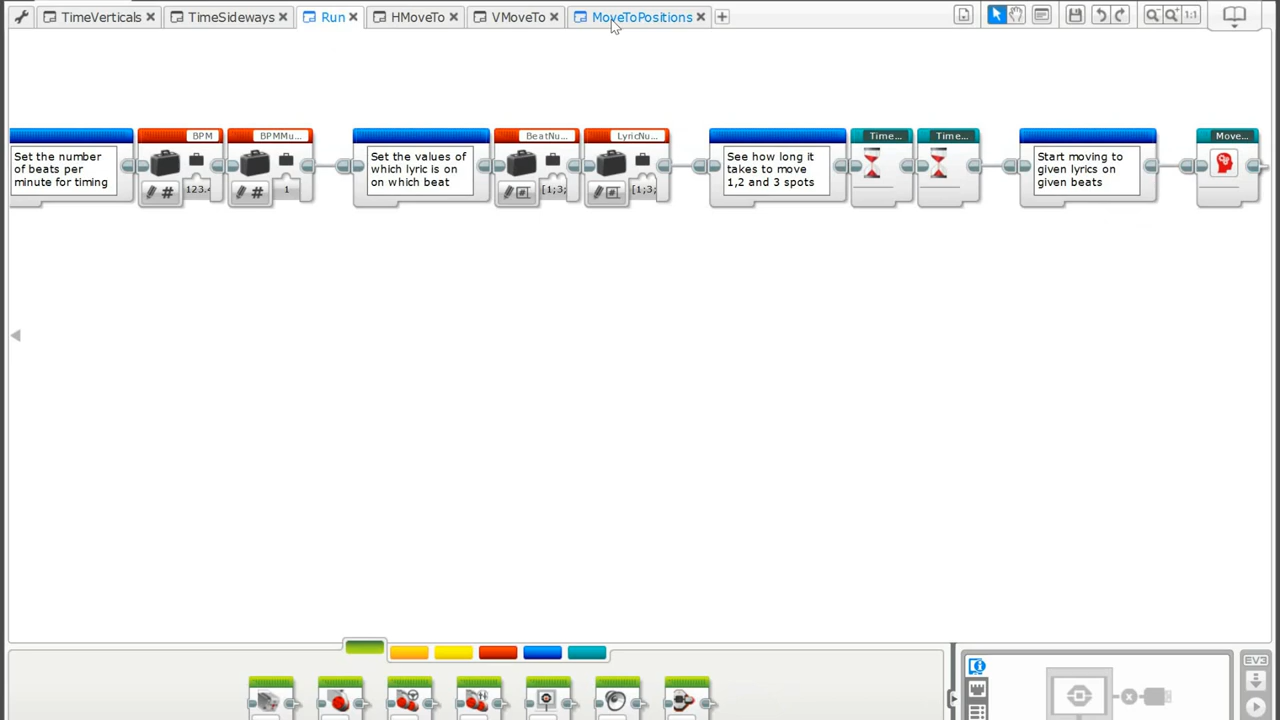 TimeVerticals
TimeSideways
Run
HMoveTo
VMoveTo
MoveToPositions
1:1
BPM
BPMMu...
BeatNu...
LyricNu...
Time...
Time...
Move...
Set the number
of beats per
minute for timing
#
123.
#
1
Set the values of
which lyric is on
on which beat
[1;3;
[1;3;
See how long it
takes to move
1,2 and 3 spots
Start moving to
given lyrics on
given beats
EV3